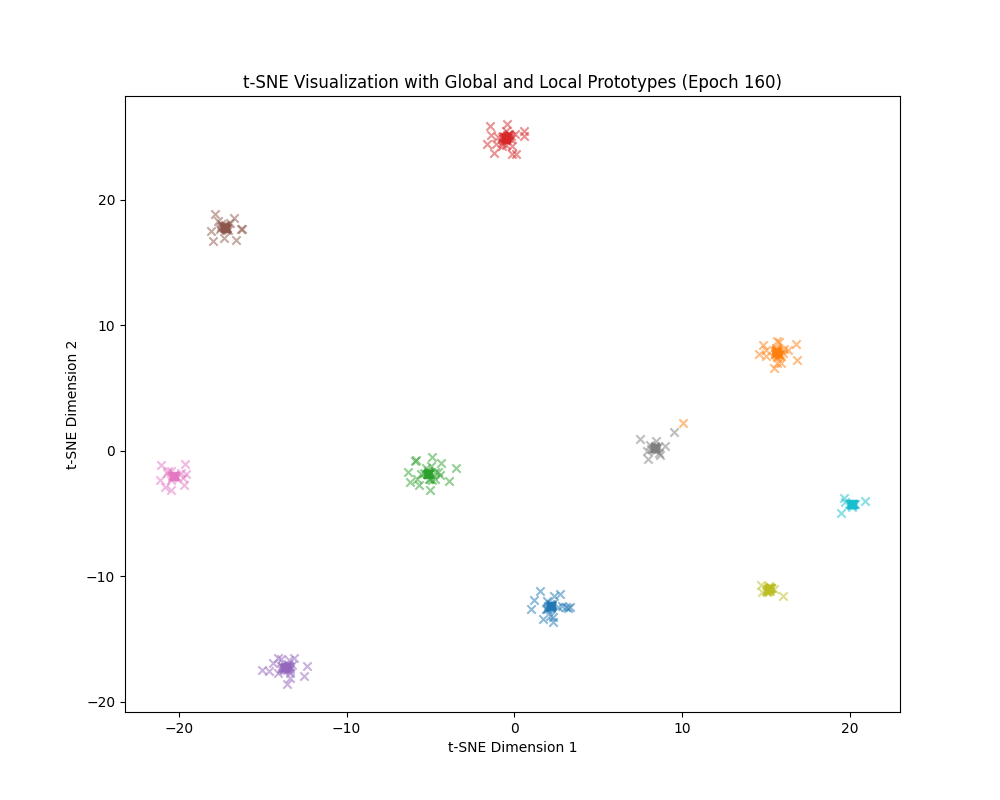 t-SNE Visualization with Global and Local Prototypes (Epoch 160)
t-SNE Dimension 2
20
10
0
−10
−20
−20 −10 0 10 20
t-SNE Dimension 1